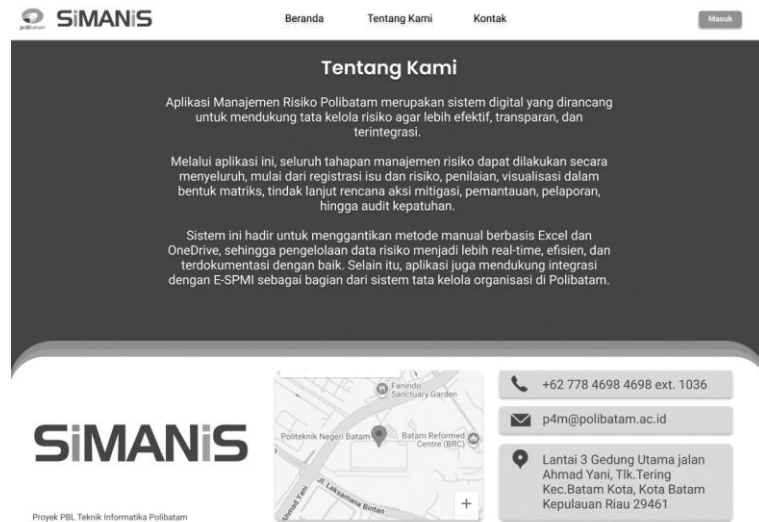 polibatam
SiMANiS
Beranda
Tentang Kami
Kontak
Masuk
Tentang Kami
Aplikasi Manajemen Risiko Polibatam merupakan sistem digital yang dirancang
untuk mendukung tata kelola risiko agar lebih efektif, transparan, dan
terintegrasi.
Melalui aplikasi ini, seluruh tahapan manajemen risiko dapat dilakukan secara
menyeluruh, mulai dari registrasi isu dan risiko, penilaian, visualisasi dalam
bentuk matriks, tindak lanjut rencana aksi mitigasi, pemantauan, pelaporan,
hingga audit kepatuhan.
Sistem ini hadir untuk menggantikan metode manual berbasis Excel dan
OneDrive, sehingga pengelolaan data risiko menjadi lebih real-time, efisien, dan
terdokumentasi dengan baik. Selain itu, aplikasi juga mendukung integrasi
dengan E-SPMI sebagai bagian dari sistem tata kelola organisasi di Polibatam.
SiMANiS
Proyek PBL Teknik Informatika Polibatam
Fanindo
Sanctuary Garden
Politeknik Negeri Batam
Batam Reformed
Centre (BRC)
Jl. Laksamana Bintan
Ahmad Yani
+
+62 778 4698 4698 ext. 1036
p4m@polibatam.ac.id
Lantai 3 Gedung Utama jalan
Ahmad Yani, Tlk.Tering
Kec.Batam Kota, Kota Batam
Kepulauan Riau 29461